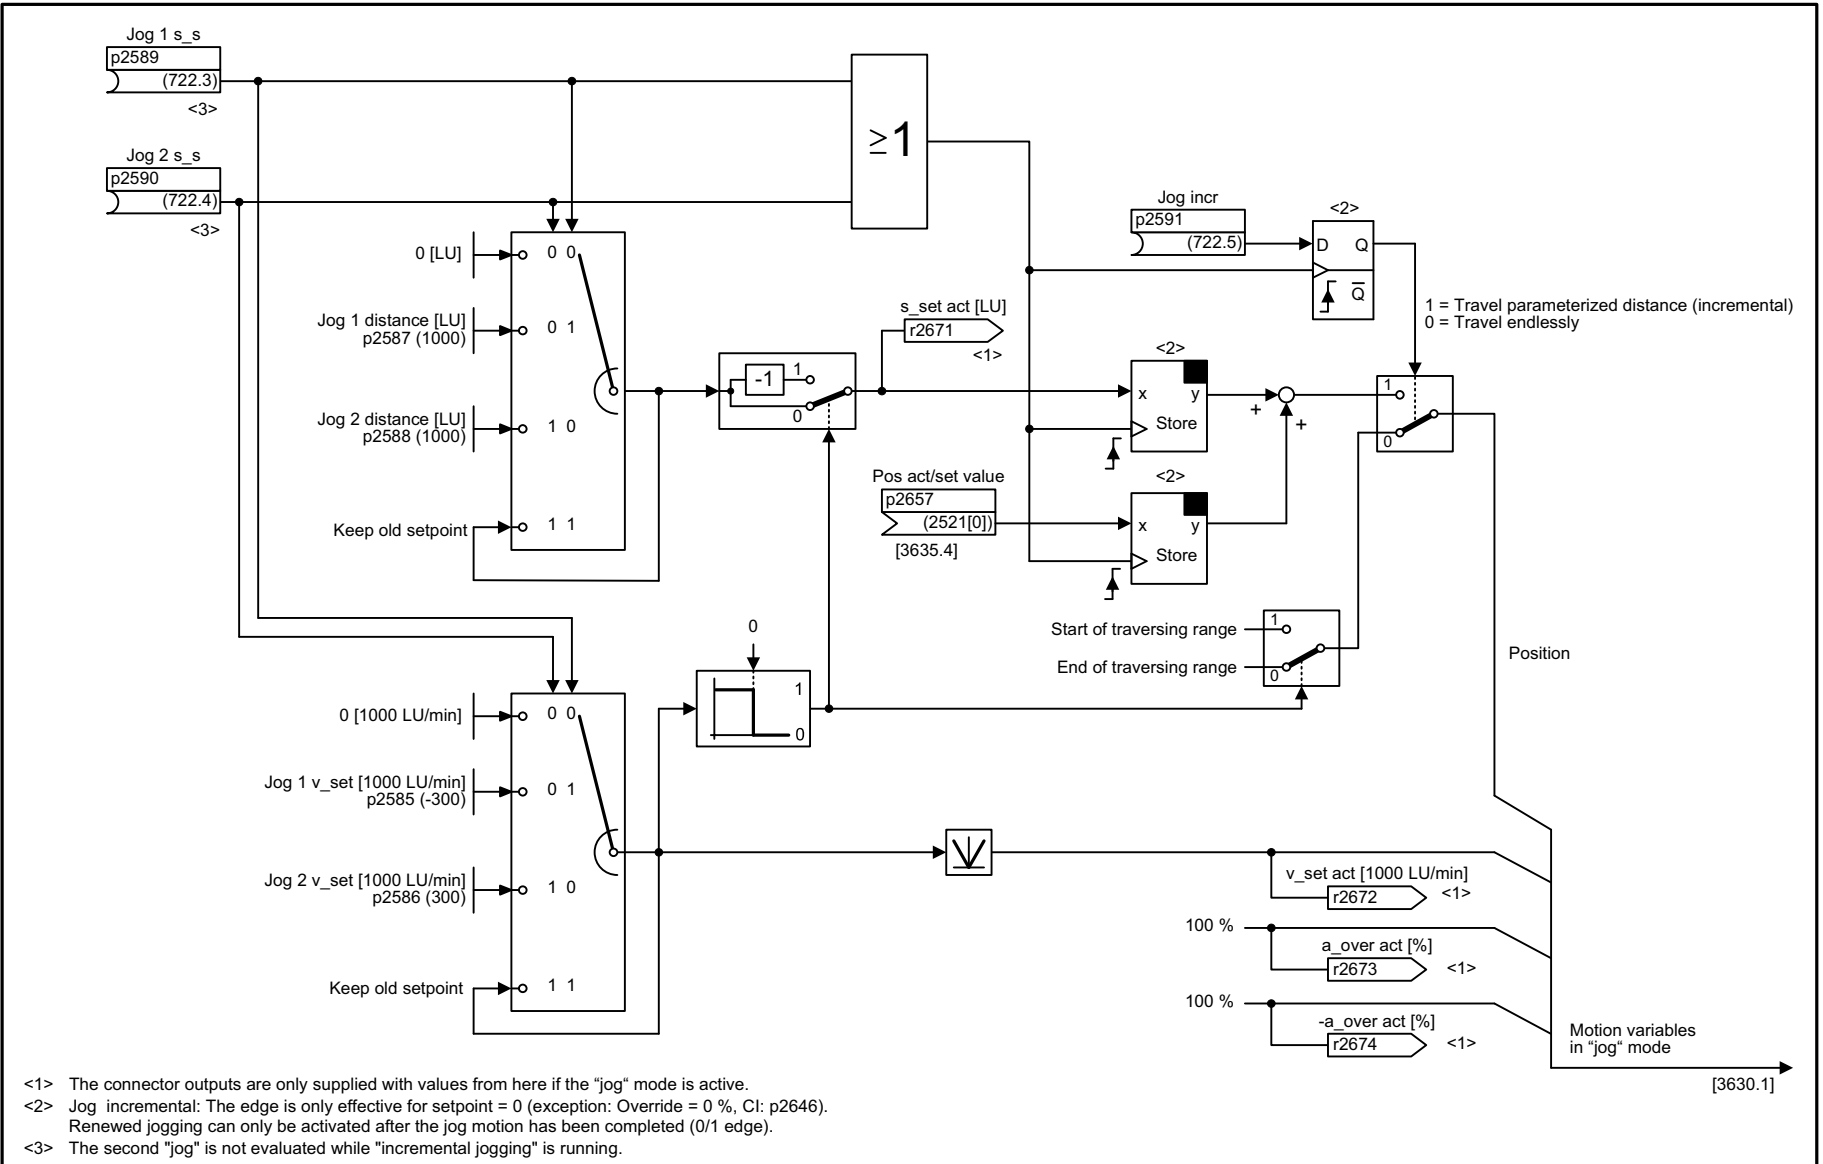 Jog 1 s_s
p2589
(722.3)
<3>
Jog 2 s_s
p2590
(722.4)
<3>
≥1
Jog incr
p2591
(722.5)
<2>
D Q
Q̅
1 = Travel parameterized distance (incremental)
0 = Travel endlessly
0 [LU]
0 0
Jog 1 distance [LU]
p2587 (1000)
0 1
Jog 2 distance [LU]
p2588 (1000)
1 0
Keep old setpoint
1 1
-1
1
0
s_set act [LU]
r2671
<1>
<2>
x y
Store
+
+
1
0
Pos act/set value
p2657
(2521[0])
[3635.4]
<2>
x y
Store
Start of traversing range
End of traversing range
1
0
Position
0
1
0
0 [1000 LU/min]
0 0
Jog 1 v_set [1000 LU/min]
p2585 (-300)
0 1
Jog 2 v_set [1000 LU/min]
p2586 (300)
1 0
Keep old setpoint
1 1
v_set act [1000 LU/min]
r2672
<1>
100 %
a_over act [%]
r2673
<1>
100 %
-a_over act [%]
r2674
<1>
Motion variables
in “jog“ mode
[3630.1]
<1> The connector outputs are only supplied with values from here if the “jog“ mode is active.
<2> Jog incremental: The edge is only effective for setpoint = 0 (exception: Override = 0 %, CI: p2646).
Renewed jogging can only be activated after the jog motion has been completed (0/1 edge).
<3> The second "jog" is not evaluated while "incremental jogging" is running.